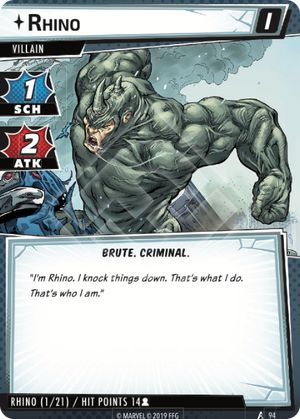 RHINO
I
VILLAIN
1
SCH
2
ATK
BRUTE. CRIMINAL.
"I'm Rhino. I knock things down. That's what I do.
That's who I am."
RHINO (1/21) / HIT POINTS 14
© MARVEL © 2019 FFG
94